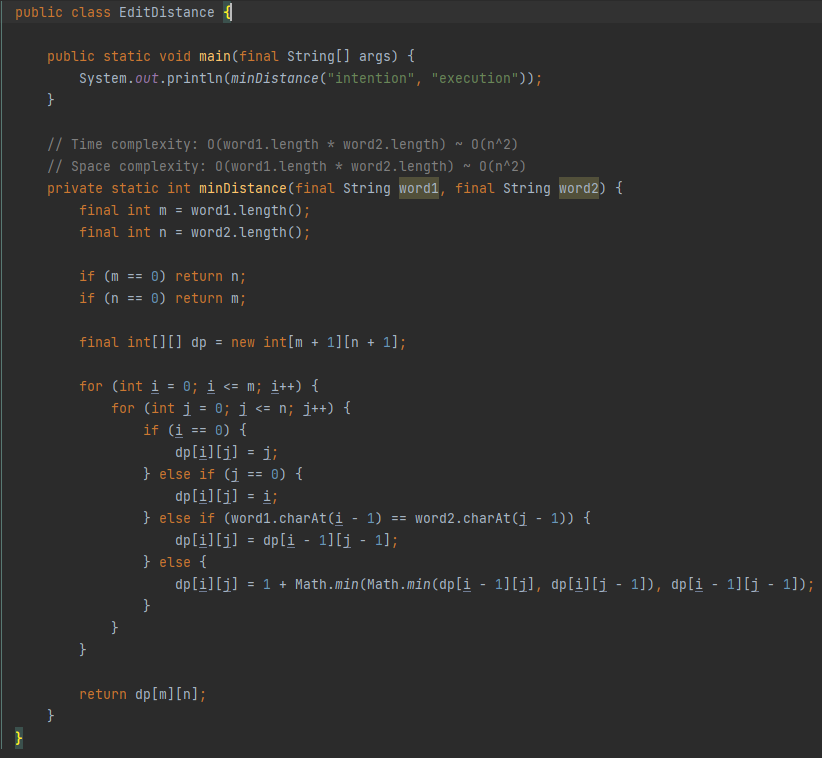 public class EditDistance {
public static void main(final String[] args) {
System.out.println(minDistance("intention", "execution"));
}
// Time complexity: O(word1.length * word2.length) ~ O(n^2)
// Space complexity: O(word1.length * word2.length) ~ O(n^2)
private static int minDistance(final String word1, final String word2) {
final int m = word1.length();
final int n = word2.length();
if (m == 0) return n;
if (n == 0) return m;
final int[][] dp = new int[m + 1][n + 1];
for (int i = 0; i <= m; i++) {
for (int j = 0; j <= n; j++) {
if (i == 0) {
dp[i][j] = j;
} else if (j == 0) {
dp[i][j] = i;
} else if (word1.charAt(i - 1) == word2.charAt(j - 1)) {
dp[i][j] = dp[i - 1][j - 1];
} else {
dp[i][j] = 1 + Math.min(Math.min(dp[i - 1][j], dp[i][j - 1]), dp[i - 1][j - 1]);
}
}
}
return dp[m][n];
}
}